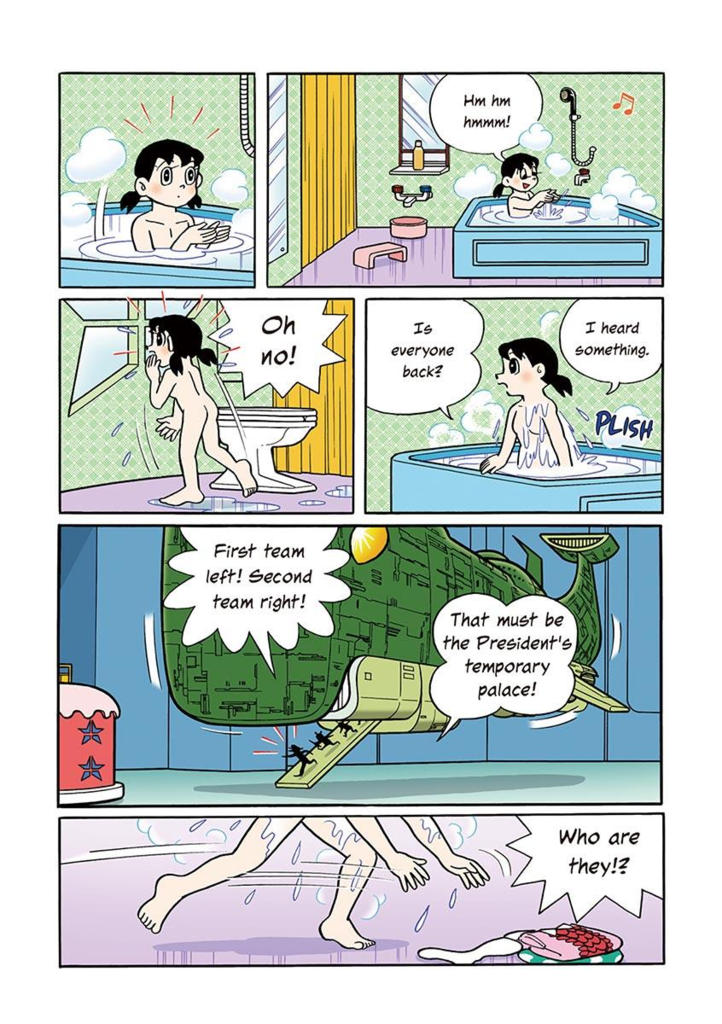 Hm hm
hmmm!
I heard
something.
PLISH
Is
everyone
back?
Oh
no!
That must be
the President's
temporary
palace!
First team
left! Second
team right!
Who are
they!?